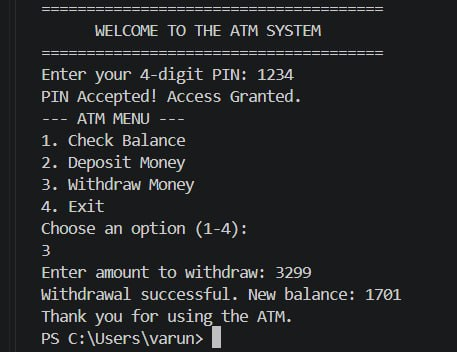 ======================================
WELCOME TO THE ATM SYSTEM
======================================
Enter your 4-digit PIN: 1234
PIN Accepted! Access Granted.
--- ATM MENU ---
1. Check Balance
2. Deposit Money
3. Withdraw Money
4. Exit
Choose an option (1-4):
3
Enter amount to withdraw: 3299
Withdrawal successful. New balance: 1701
Thank you for using the ATM.
PS C:\Users\varun>